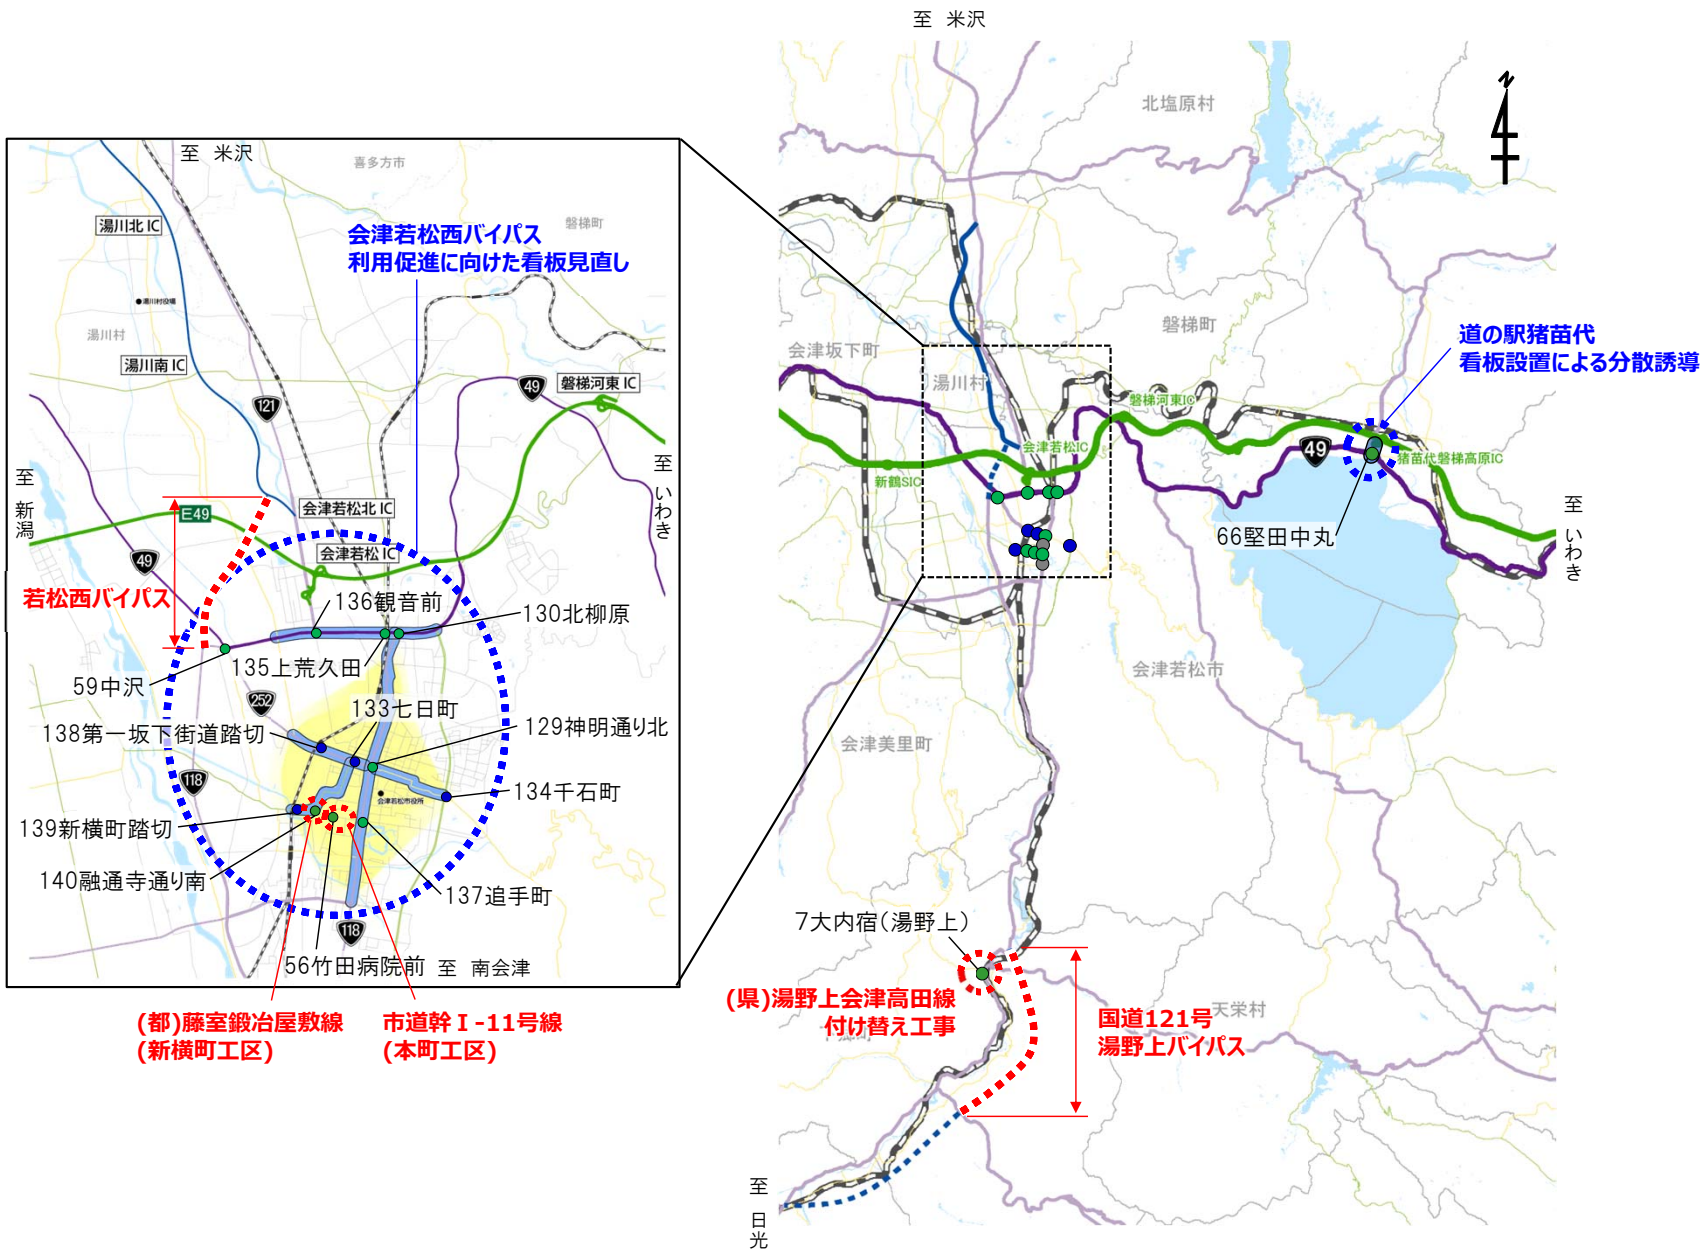 至 米沢
喜多方市
湯川北 IC
磐梯町
会津若松西バイパス
利用促進に向けた看板見直し
湯川村役場
湯川村
湯川南 IC
49
磐梯河東 IC
121
至 新潟
至 いわき
E49
会津若松北 IC
会津若松 IC
49
若松西バイパス
136観音前
130北柳原
135上荒久田
59中沢
252
133七日町
138第一坂下街道踏切
129神明通り北
118
会津若松市役所
134千石町
139新横町踏切
140融通寺通り南
137追手町
118
56竹田病院前
至 南会津
(都)藤室鍛冶屋敷線
(新横町工区)
市道幹Ⅰ-11号線
(本町工区)
至 米沢
北塩原村
磐梯町
会津坂下町
湯川村
道の駅猪苗代
看板設置による分散誘導
磐梯河東IC
会津若松IC
49
猪苗代磐梯高原IC
新鶴SIC
至 いわき
66堅田中丸
会津若松市
会津美里町
7大内宿(湯野上)
(県)湯野上会津高田線
付け替え工事
国道121号
湯野上バイパス
天栄村
至 日光